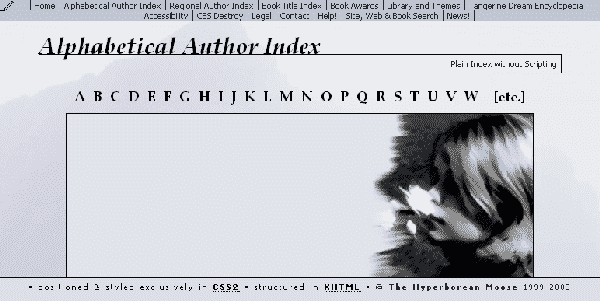 Home | Alphabetical Author Index | Regional Author Index | Book Title Index | Book Awards | Library and Themes | Tangerine Dream Encyclopedia
Accessibility | CSS Destroy | Legal | Contact | Help! | Site, Web & Book Search | News! |
Alphabetical Author Index
Plain Index without Scripting
A B C D E F G H I J K L M N O P Q R S T U V W [etc.]
• positioned & styled exclusively in CSS2 • structured in XHTML • © The Hyperborean Moose 1999-2003